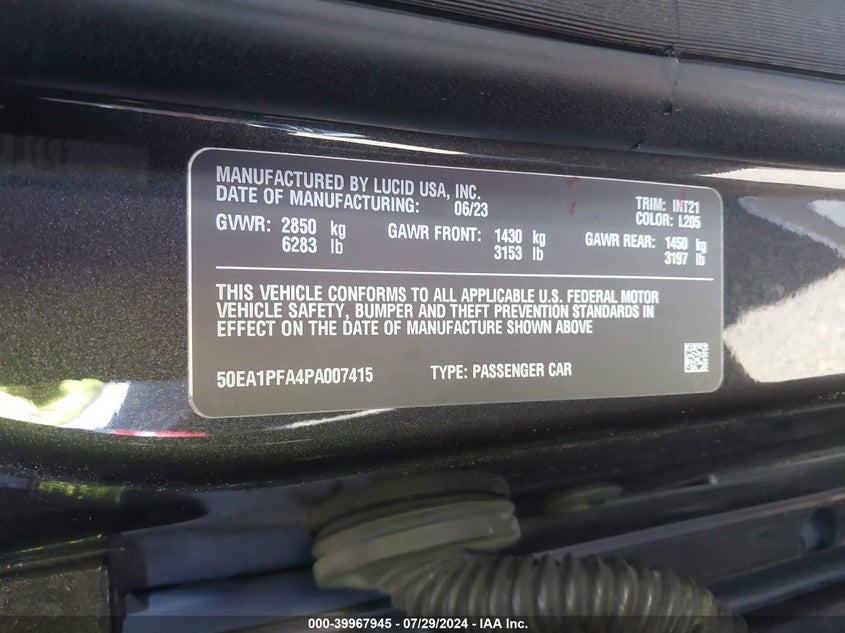 MANUFACTURED BY LUCID USA, INC.
DATE OF MANUFACTURING: 06/23
TRIM: INT21
COLOR: L205
GVWR: 2850 kg
6283 lb
GAWR FRONT: 1430 kg
3153 lb
GAWR REAR: 1450 kg
3197 lb
THIS VEHICLE CONFORMS TO ALL APPLICABLE U.S. FEDERAL MOTOR
VEHICLE SAFETY, BUMPER AND THEFT PREVENTION STANDARDS IN
EFFECT ON THE DATE OF MANUFACTURE SHOWN ABOVE
50EA1PFA4PA007415 TYPE: PASSENGER CAR
000-39967945 - 07/29/2024 - IAA Inc.